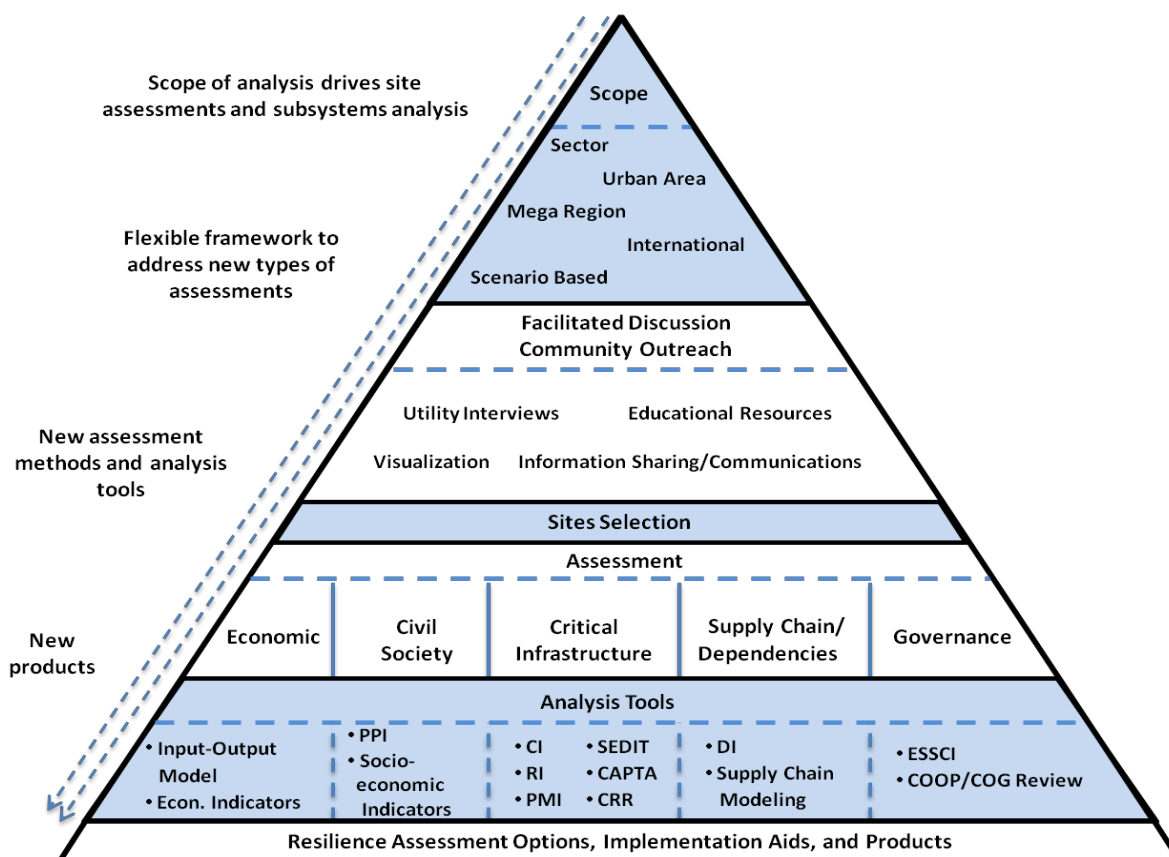 Scope of analysis drives site
assessments and subsystems analysis
Scope
Sector
Urban Area
Mega Region
International
Scenario Based
Flexible framework to
address new types of
assessments
Facilitated Discussion
Community Outreach
Utility Interviews
Educational Resources
Visualization
Information Sharing/Communications
New assessment
methods and analysis
tools
Sites Selection
Assessment
Economic
Civil
Society
Critical
Infrastructure
Supply Chain/
Dependencies
Governance
New
products
Analysis Tools
• Input-Output
Model
• Econ. Indicators
• PPI
• Socio-
economic
Indicators
• CI
• RI
• PMI
• SEDIT
• CAPTA
• CRR
• DI
• Supply Chain
Modeling
• ESSCI
• COOP/COG Review
Resilience Assessment Options, Implementation Aids, and Products